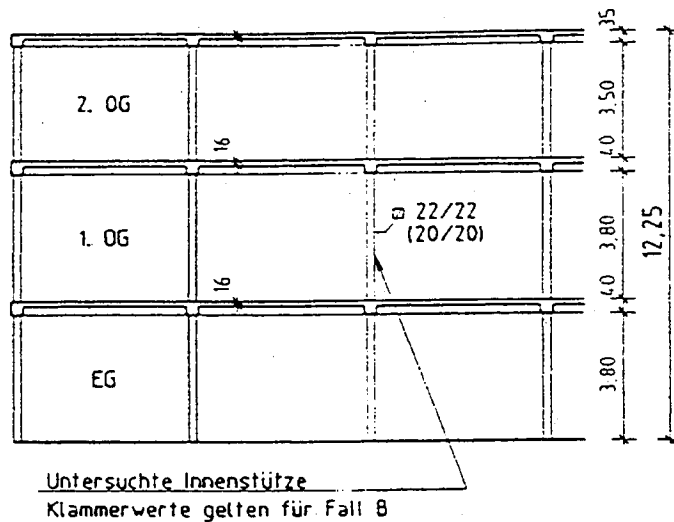 35
2. OG
3.50
16
40
22/22
(20/20)
1. OG
3.80
12,25
16
40
EG
3.80
Untersuchte Innenstütze
Klammerwerte gelten für Fall B